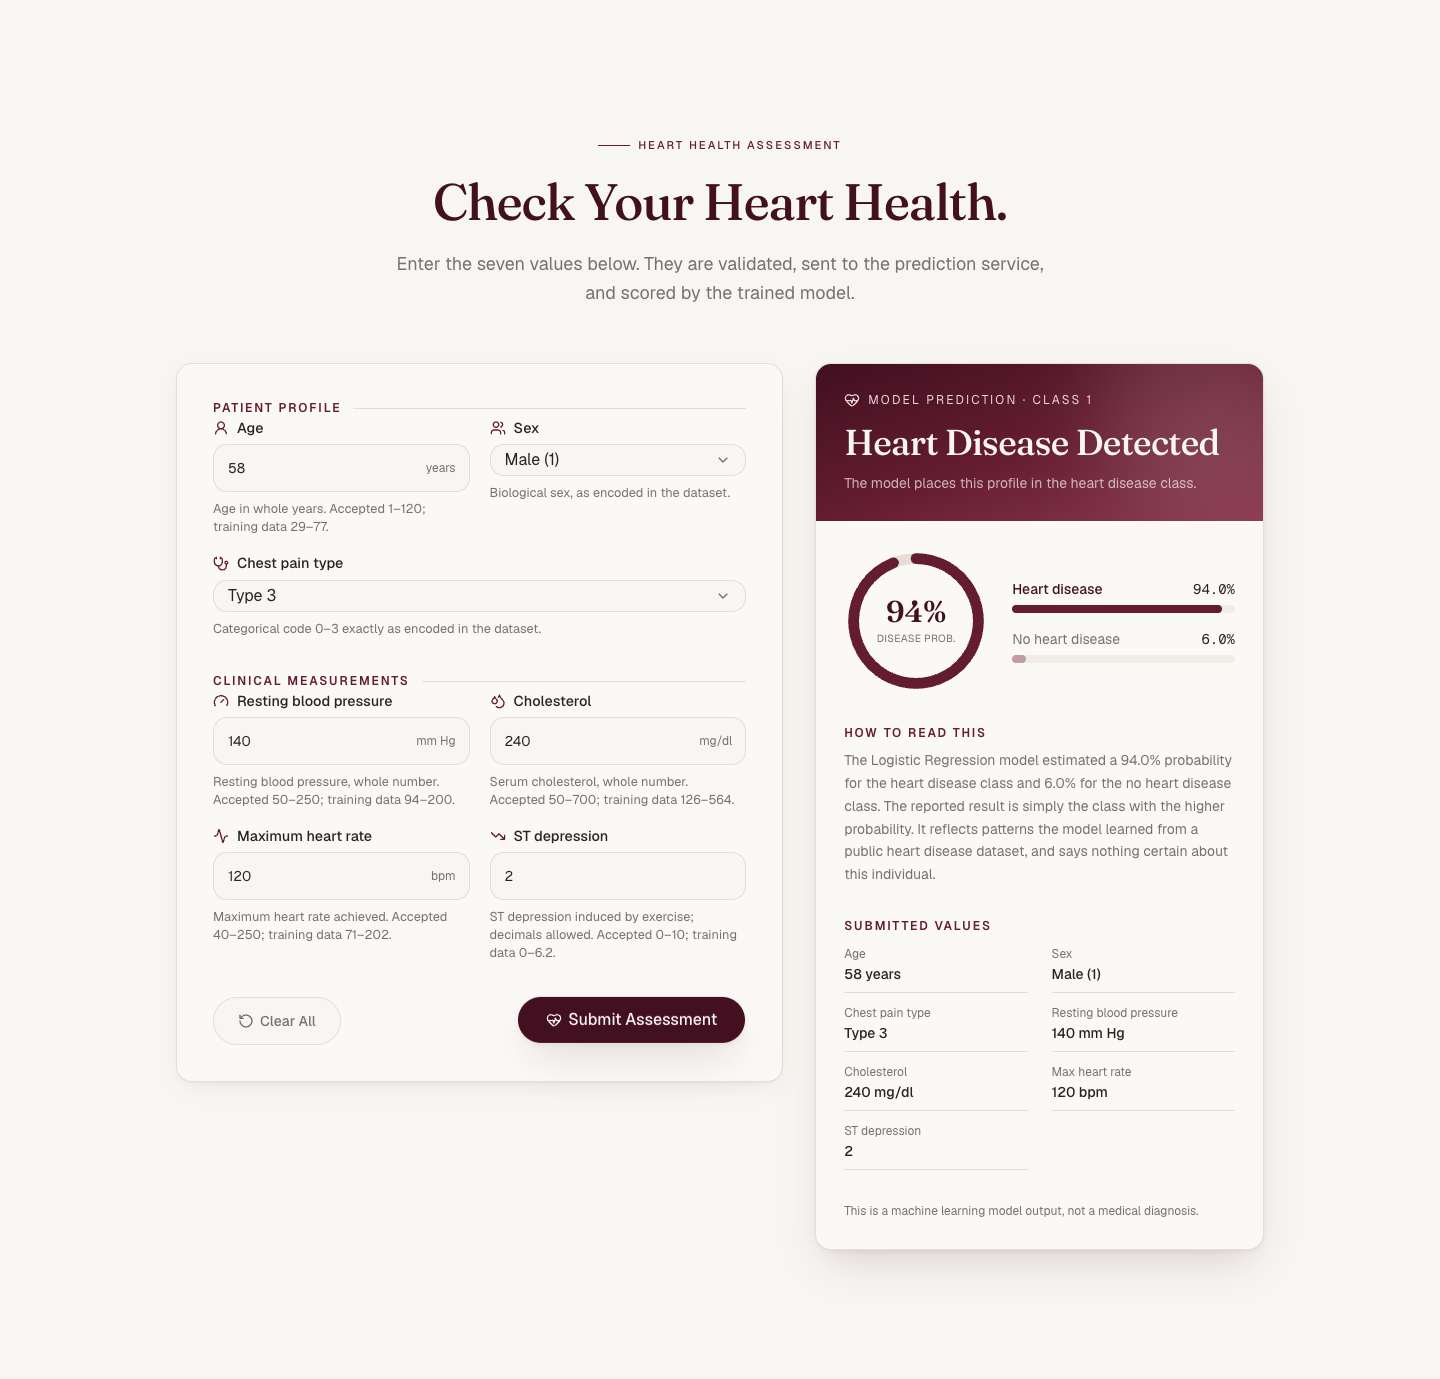 HEART HEALTH ASSESSMENT
Check Your Heart Health.
Enter the seven values below. They are validated, sent to the prediction service,
and scored by the trained model.
PATIENT PROFILE
Age
58 years
Age in whole years. Accepted 1–120;
training data 29–77.
Sex
Male (1)
Biological sex, as encoded in the dataset.
Chest pain type
Type 3
Categorical code 0–3 exactly as encoded in the dataset.
CLINICAL MEASUREMENTS
Resting blood pressure
140 mm Hg
Resting blood pressure, whole number.
Accepted 50–250; training data 94–200.
Cholesterol
240 mg/dl
Serum cholesterol, whole number.
Accepted 50–700; training data 126–564.
Maximum heart rate
120 bpm
Maximum heart rate achieved. Accepted
40–250; training data 71–202.
ST depression
2
ST depression induced by exercise;
decimals allowed. Accepted 0–10; training
data 0–6.2.
Clear All
Submit Assessment
MODEL PREDICTION · CLASS 1
Heart Disease Detected
The model places this profile in the heart disease class.
94%
DISEASE PROB.
Heart disease 94.0%
No heart disease 6.0%
HOW TO READ THIS
The Logistic Regression model estimated a 94.0% probability
for the heart disease class and 6.0% for the no heart disease
class. The reported result is simply the class with the higher
probability. It reflects patterns the model learned from a
public heart disease dataset, and says nothing certain about
this individual.
SUBMITTED VALUES
Age
58 years
Sex
Male (1)
Chest pain type
Type 3
Resting blood pressure
140 mm Hg
Cholesterol
240 mg/dl
Max heart rate
120 bpm
ST depression
2
This is a machine learning model output, not a medical diagnosis.